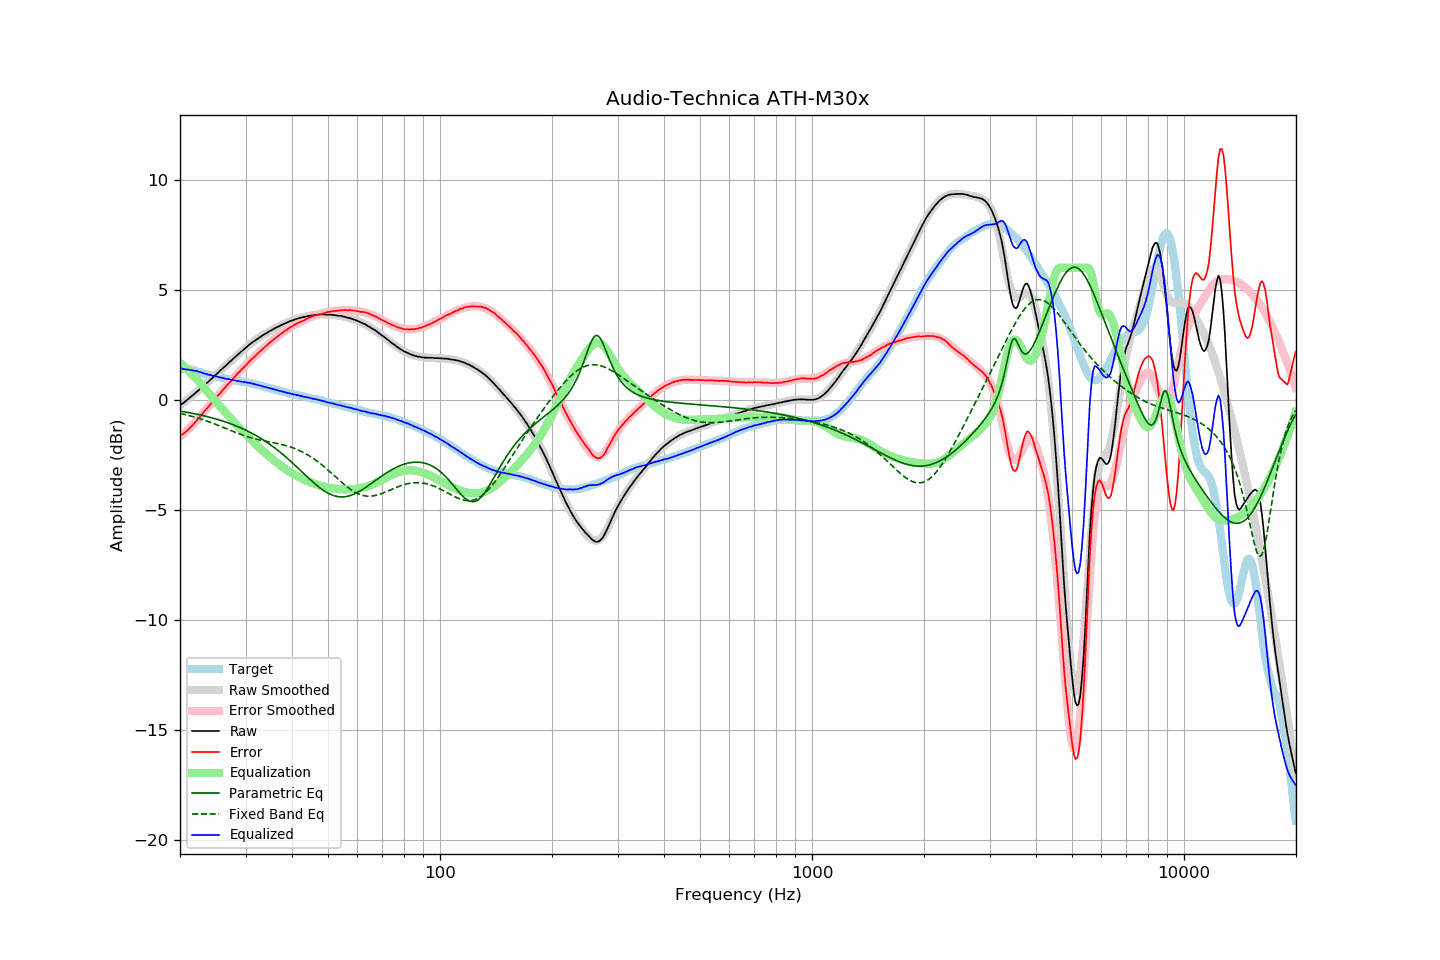 Audio-Technica ATH-M30x
Amplitude (dBr)
10
5
0
−5
−10
−15
−20
Target
Raw Smoothed
Error Smoothed
Raw
Error
Equalization
Parametric Eq
Fixed Band Eq
Equalized
100
1000
10000
Frequency (Hz)